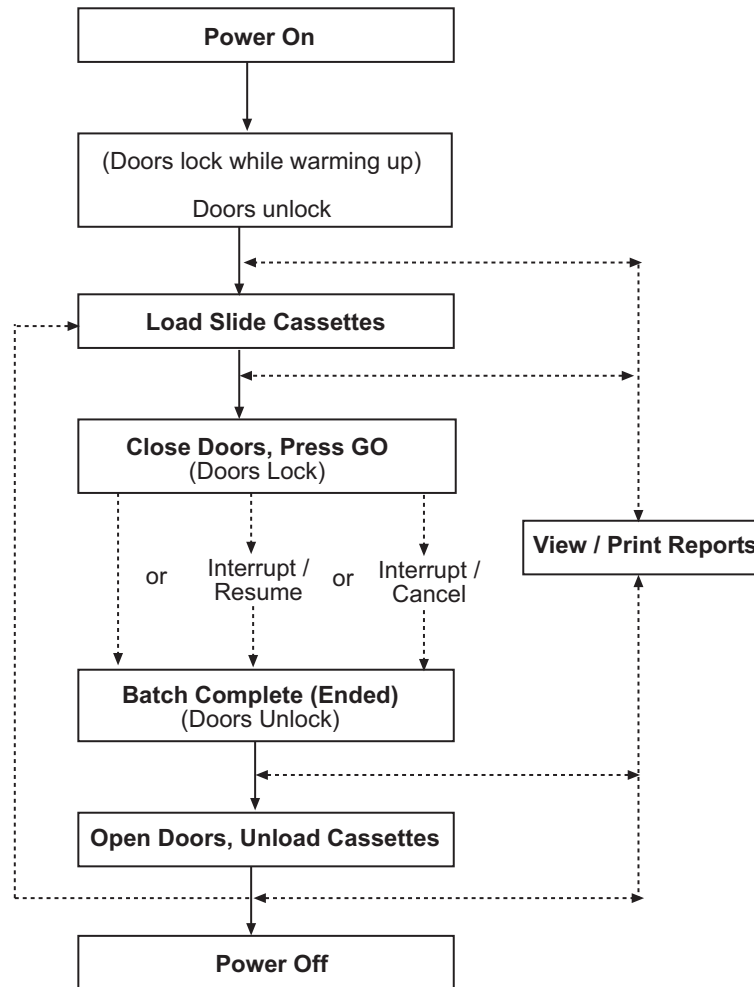 Power On
(Doors lock while warming up)
Doors unlock
Load Slide Cassettes
Close Doors, Press GO
(Doors Lock)
View / Print Reports
or
Interrupt /
Resume
or
Interrupt /
Cancel
Batch Complete (Ended)
(Doors Unlock)
Open Doors, Unload Cassettes
Power Off